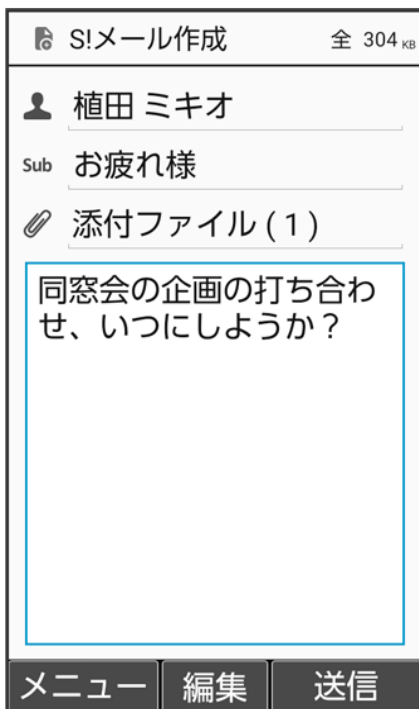 S!メール作成 全 304 KB
植田 ミキオ
Sub お疲れ様
添付ファイル ( 1 )
同窓会の企画の打ち合わ
せ、いつにしようか？
メニュー 編集 送信